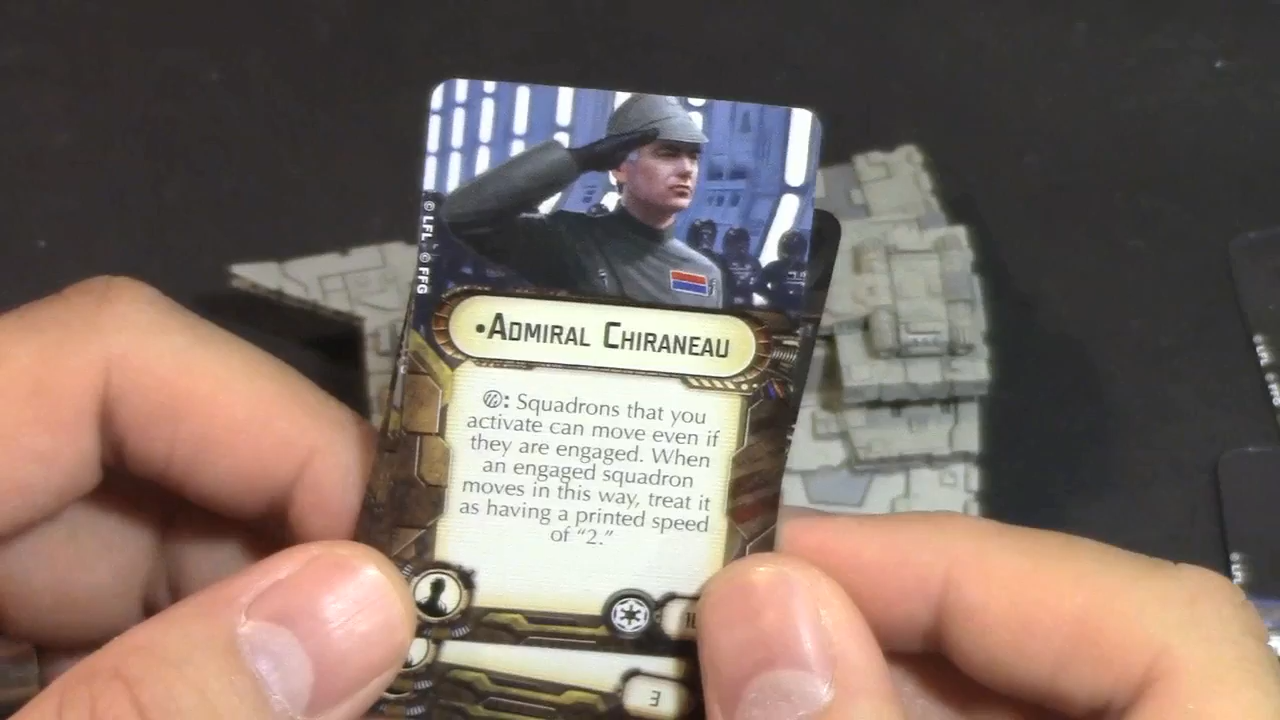 © LFL © FFG
•Admiral Chiraneau
: Squadrons that you
activate can move even if
they are engaged. When
an engaged squadron
moves in this way, treat it
as having a printed speed
of “2.”
3